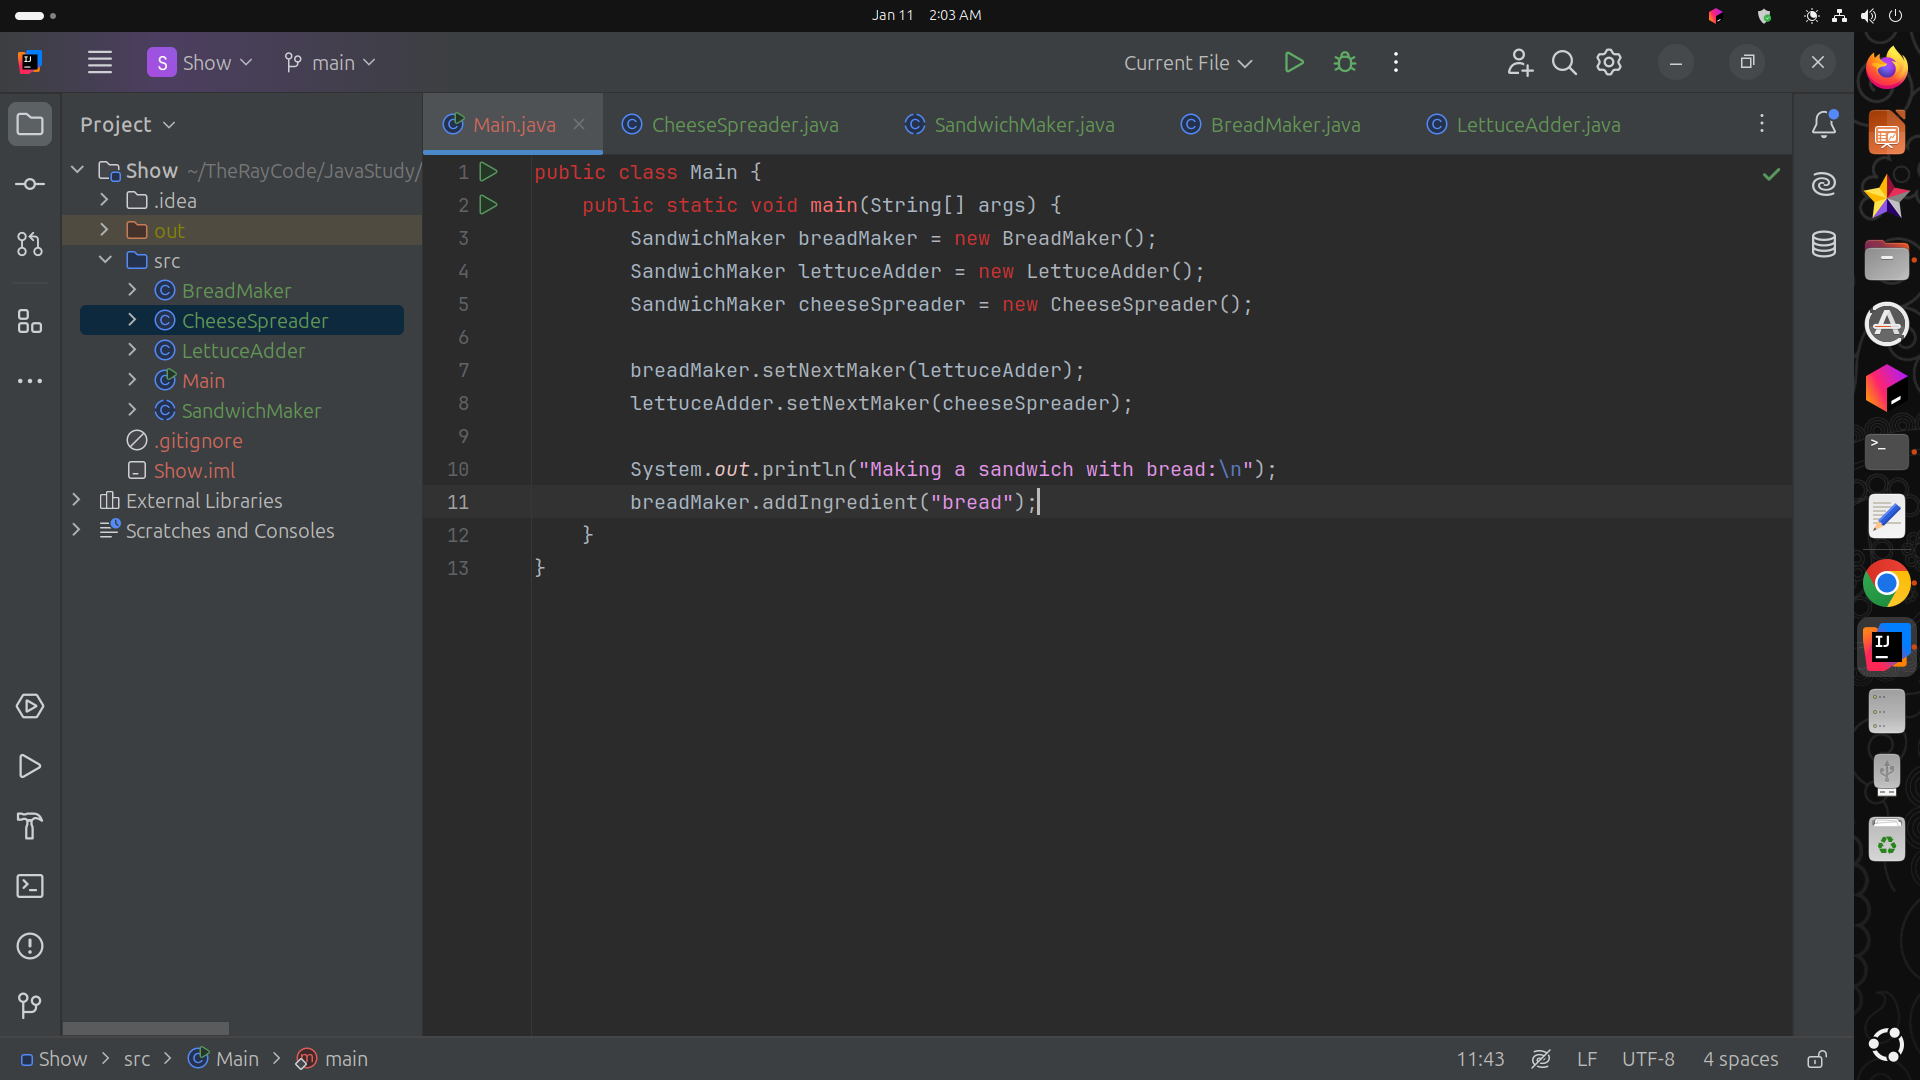 Jan 11 2:03 AM
S Show main Current File
Project
Main.java CheeseSpreader.java SandwichMaker.java BreadMaker.java LettuceAdder.java
Show ~/TheRayCode/JavaStudy/
.idea
out
src
BreadMaker
CheeseSpreader
LettuceAdder
Main
SandwichMaker
.gitignore
Show.iml
External Libraries
Scratches and Consoles
1 public class Main {
2 public static void main(String[] args) {
3 SandwichMaker breadMaker = new BreadMaker();
4 SandwichMaker lettuceAdder = new LettuceAdder();
5 SandwichMaker cheeseSpreader = new CheeseSpreader();
6
7 breadMaker.setNextMaker(lettuceAdder);
8 lettuceAdder.setNextMaker(cheeseSpreader);
9
10 System.out.println("Making a sandwich with bread:\n");
11 breadMaker.addIngredient("bread");
12 }
13 }
Show src Main main 11:43 LF UTF-8 4 spaces